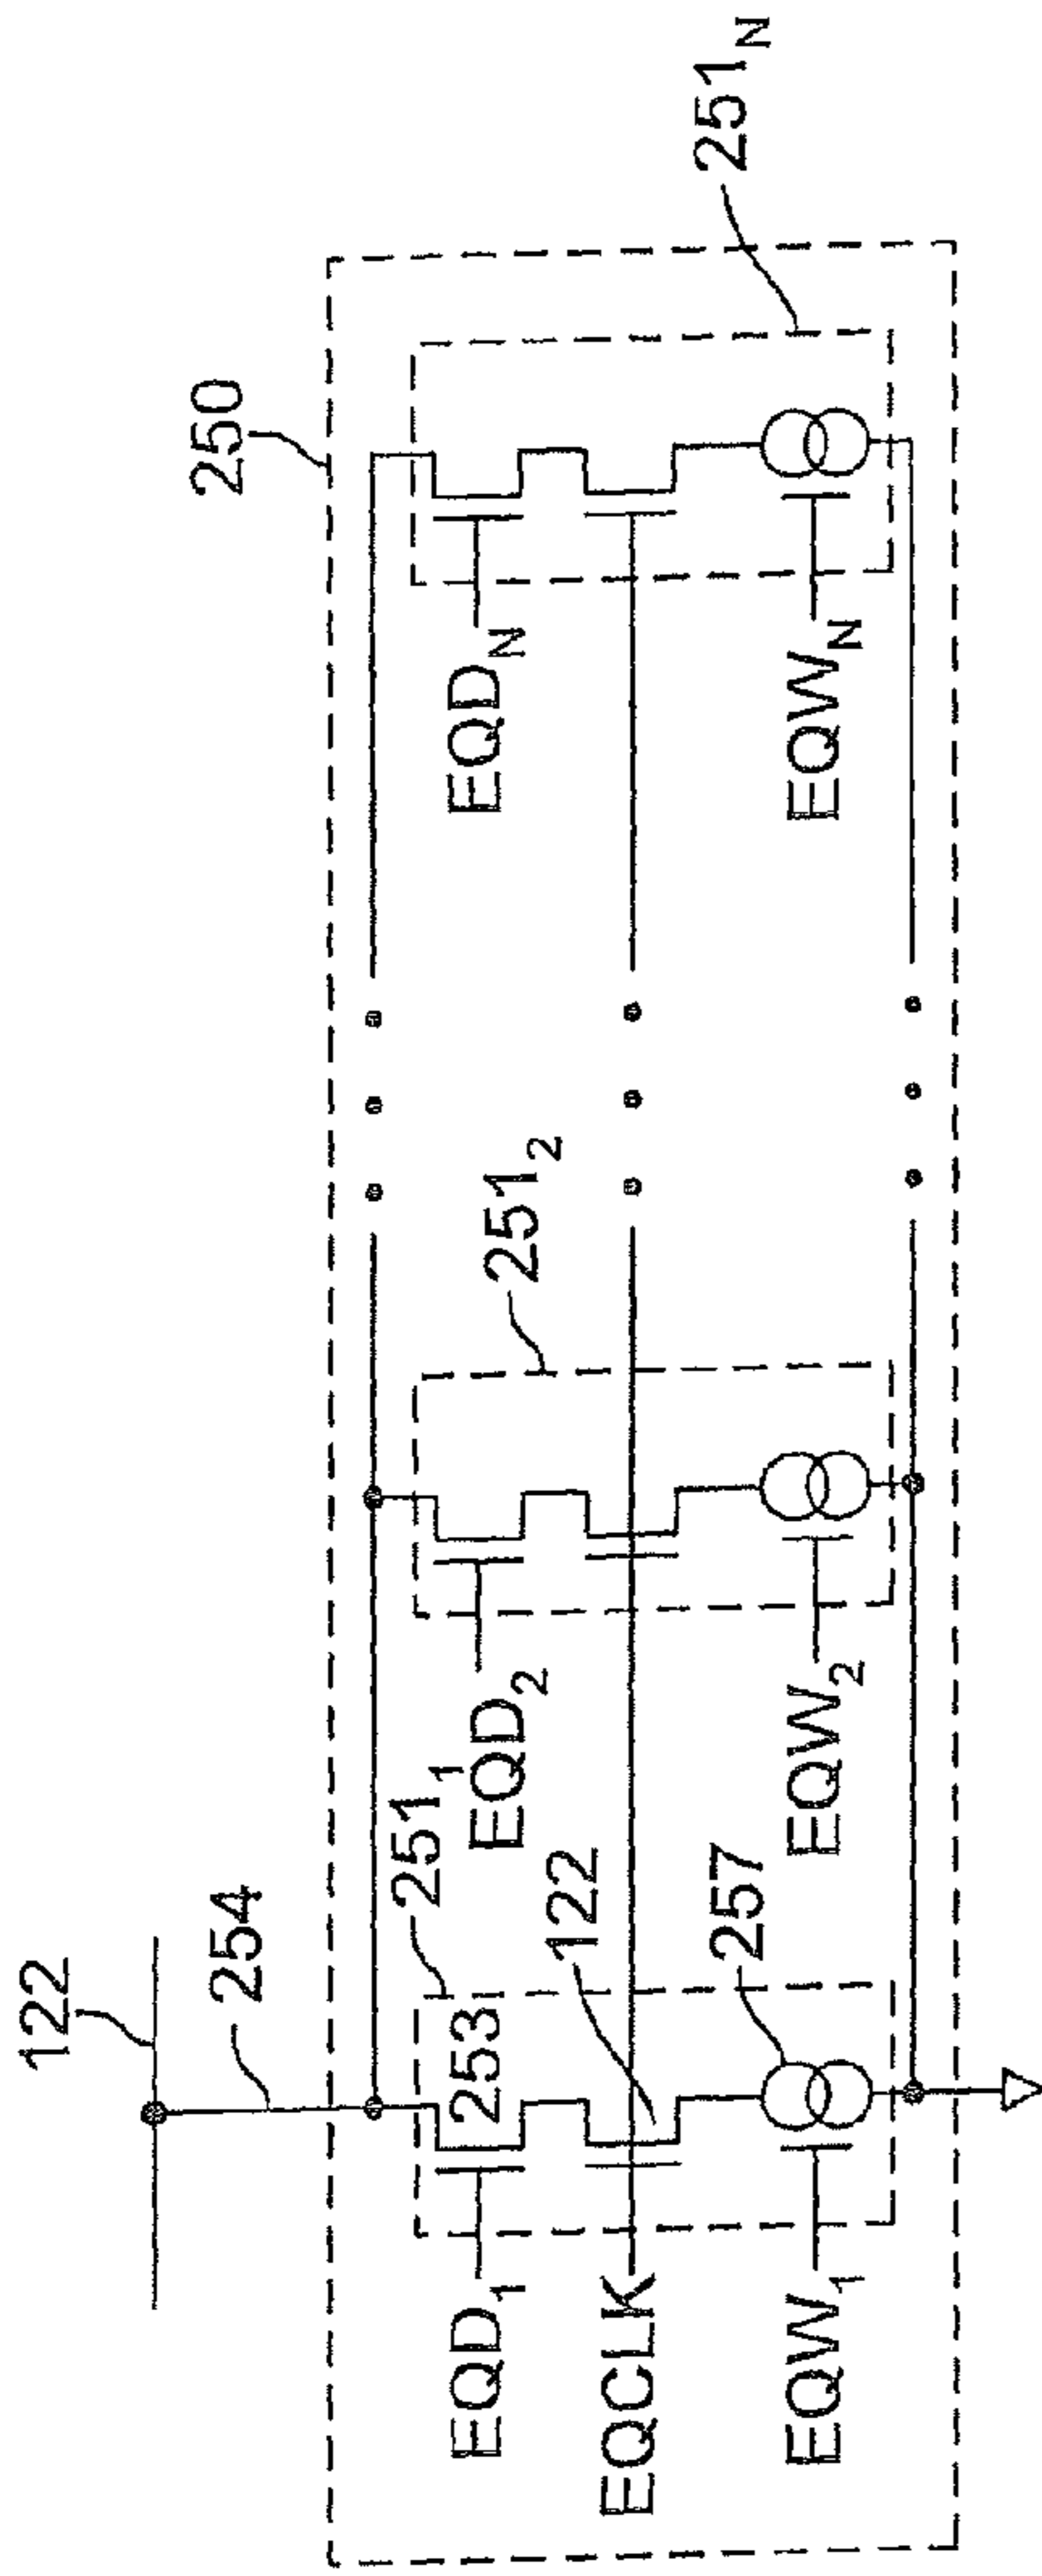 122
254
250
251₁
251₂
251N
EQD₁
253
EQD₂
EQDN
EQCLK
122
EQW₁
257
EQW₂
EQWN